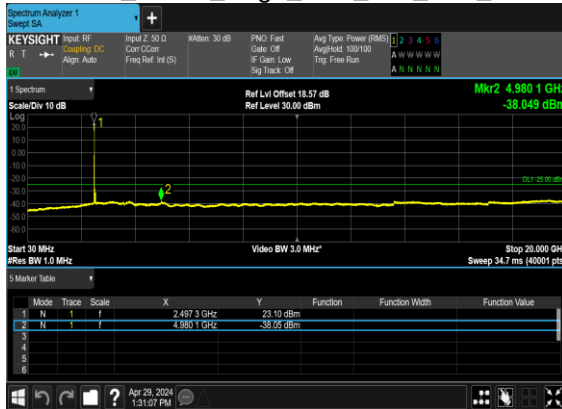 Spectrum Analyzer 1
Swept SA
+
KEYSIGHT Input: RF Input Z: 50 Ω #Atten: 30 dB PNO: Fast Avg Type: Power (RMS) 1 2 3 4 5 6
R T Coupling: DC Corr CCorr Gate: Off Avg|Hold: 100/100 A W W W W W
Align: Auto Freq Ref: Int (S) IF Gain: Low Trig: Free Run
Sig Track: Off A N N N N N
1 Spectrum Ref Lvl Offset 18.57 dB Mkr2 4.980 1 GHz
Scale/Div 10 dB Ref Level 30.00 dBm -38.049 dBm
Log
20.0
10.0
0.00
-10.0
-20.0
-30.0
-40.0
-50.0
-60.0
1
2
DL1 -25.00 dBm
Start 30 MHz Video BW 3.0 MHz* Stop 20.000 GHz
#Res BW 1.0 MHz Sweep 34.7 ms (40001 pts)
5 Marker Table
Mode Trace Scale X Y Function Function Width Function Value
1 N 1 f 2.497 3 GHz 23.10 dBm
2 N 1 f 4.980 1 GHz -38.05 dBm
3
4
5
6
? Apr 29, 2024
1:31:07 PM